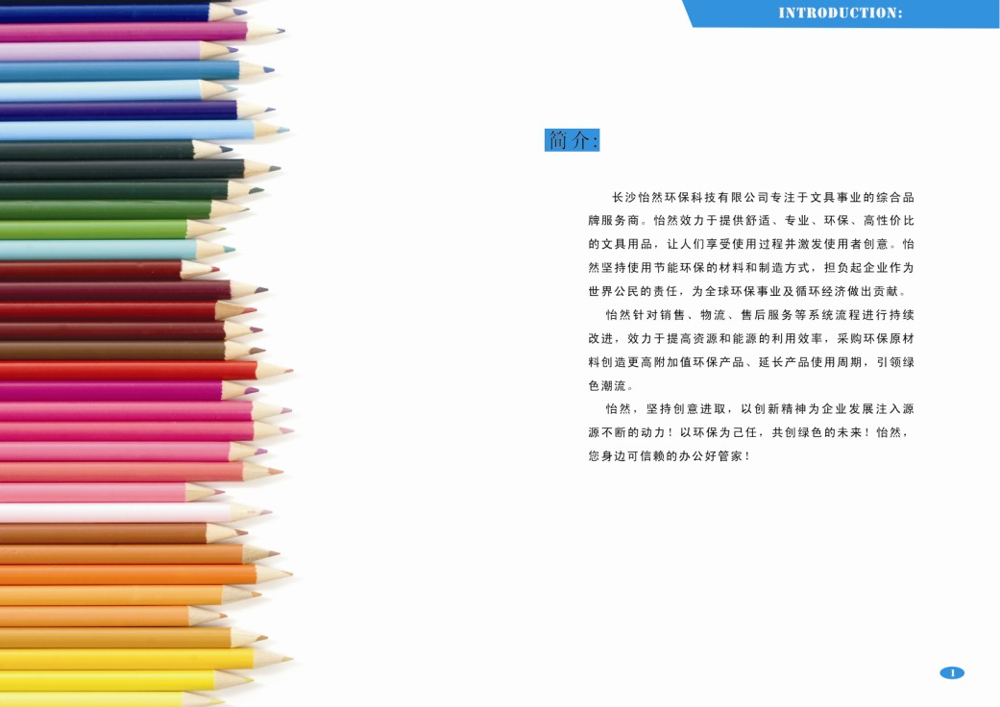 INTRODUCTION:
简介:
长沙怡然环保科技有限公司专注于文具事业的综合品
牌服务商。怡然效力于提供舒适、专业、环保、高性价比
的文具用品，让人们享受使用过程并激发使用者创意。怡
然坚持使用节能环保的材料和制造方式，担负起企业作为
世界公民的责任，为全球环保事业及循环经济做出贡献。
怡然针对销售、物流、售后服务等系统流程进行持续
改进，效力于提高资源和能源的利用效率，采购环保原材
料创造更高附加值环保产品、延长产品使用周期，引领绿
色潮流。
怡然，坚持创意进取，以创新精神为企业发展注入源
源不断的动力！以环保为己任，共创绿色的未来！怡然，
您身边可信赖的办公好管家！
1